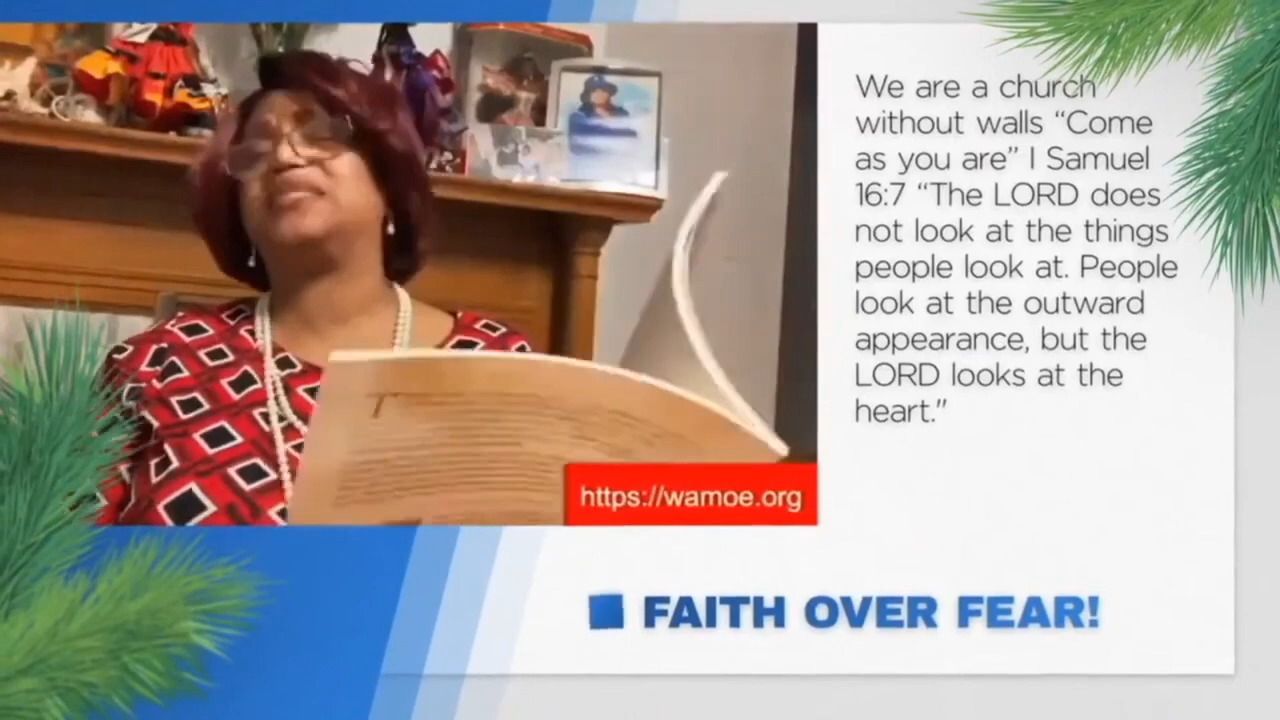 We are a church
without walls “Come
as you are” I Samuel
16:7 “The LORD does
not look at the things
people look at. People
look at the outward
appearance, but the
LORD looks at the
heart."
https://wamoe.org
FAITH OVER FEAR!